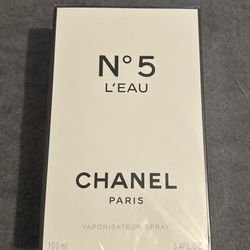 N°5
L'EAU
CHANEL
PARIS
VAPORISATEUR SPRAY
100 ml 3.4 FL. OZ.